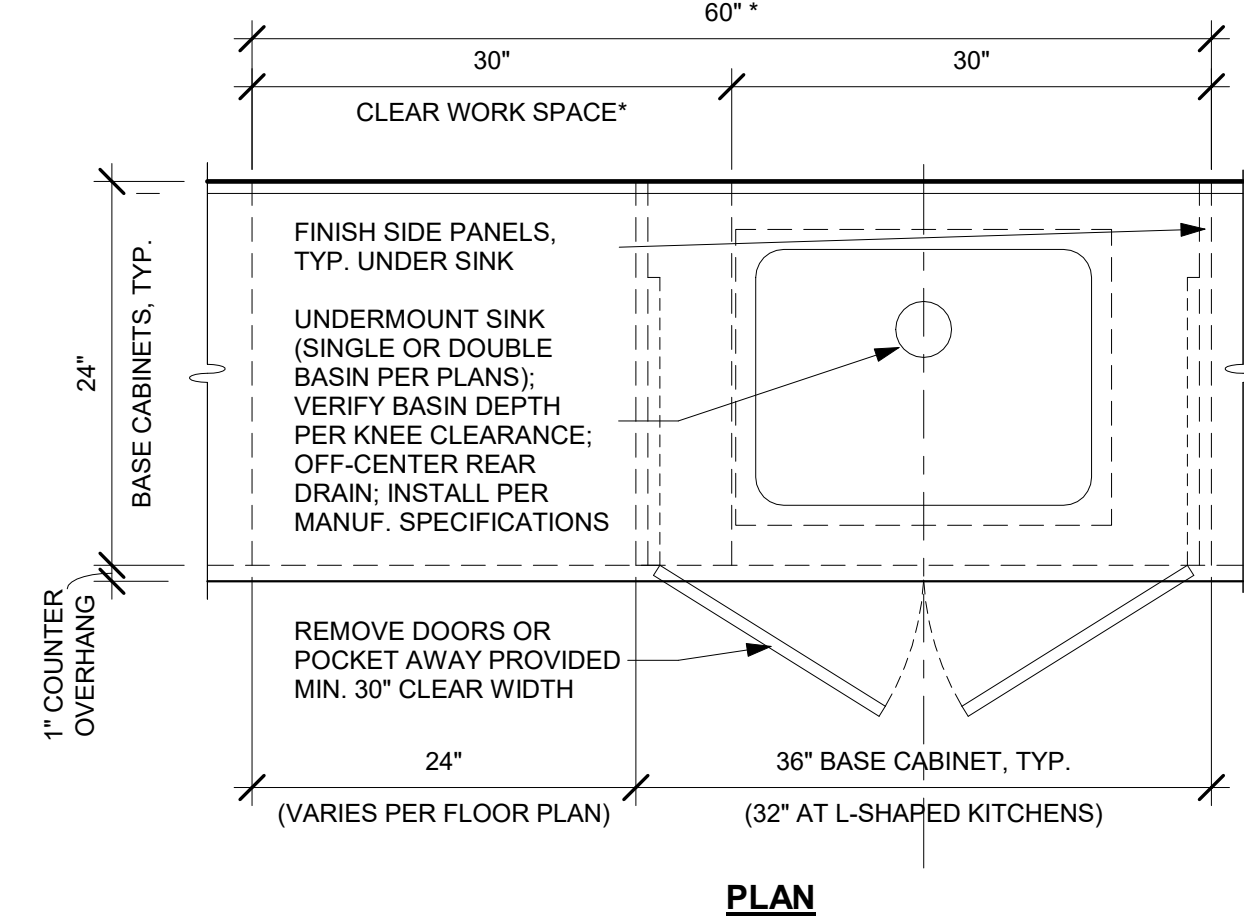 60" *
30"
30"
CLEAR WORK SPACE*
FINISH SIDE PANELS,
TYP. UNDER SINK
UNDERMOUNT SINK
(SINGLE OR DOUBLE
BASIN PER PLANS);
VERIFY BASIN DEPTH
PER KNEE CLEARANCE;
OFF-CENTER REAR
DRAIN; INSTALL PER
MANUF. SPECIFICATIONS
24"
BASE CABINETS, TYP.
1" COUNTER
OVERHANG
REMOVE DOORS OR
POCKET AWAY PROVIDED
MIN. 30" CLEAR WIDTH
24"
(VARIES PER FLOOR PLAN)
36" BASE CABINET, TYP.
(32" AT L-SHAPED KITCHENS)
PLAN